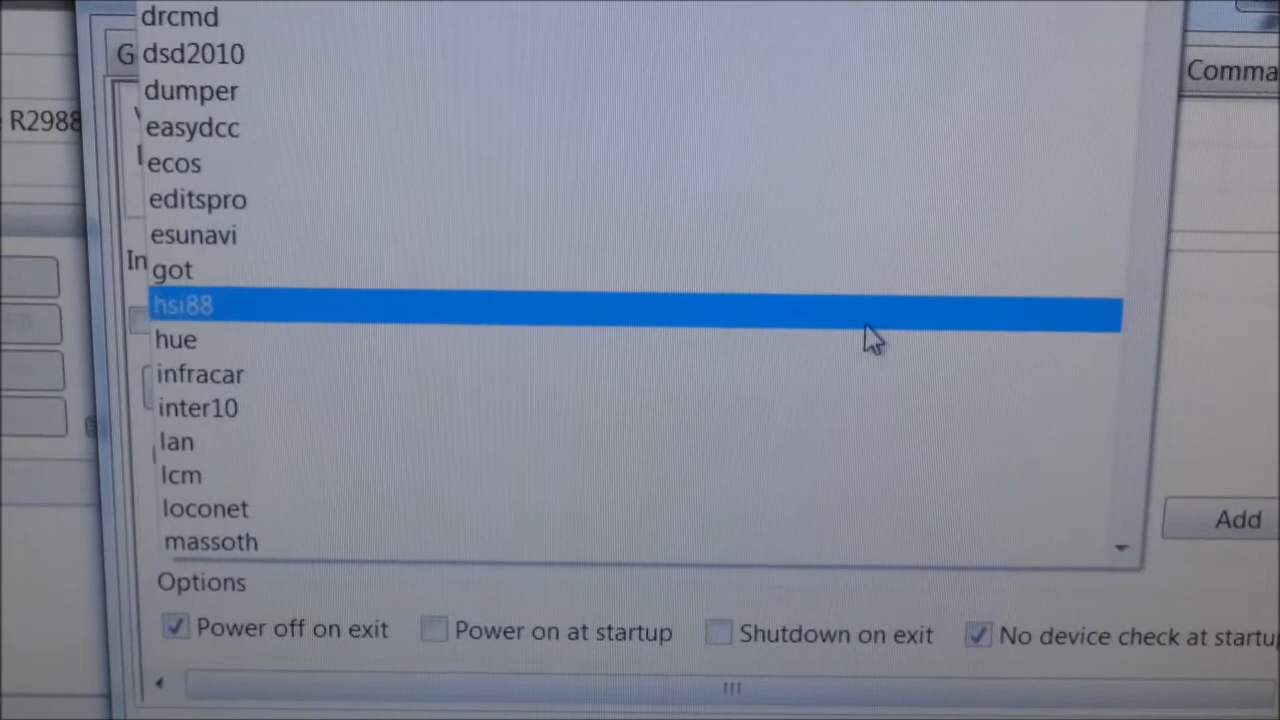 drcmd
G
dsd2010
Comma
dumper
R2988
easydcc
ecos
editspro
esunavi
In
got
hsi88
hue
infracar
inter10
lan
lcm
loconet
Add
massoth
Options
Power off on exit
Power on at startup
Shutdown on exit
No device check at startu